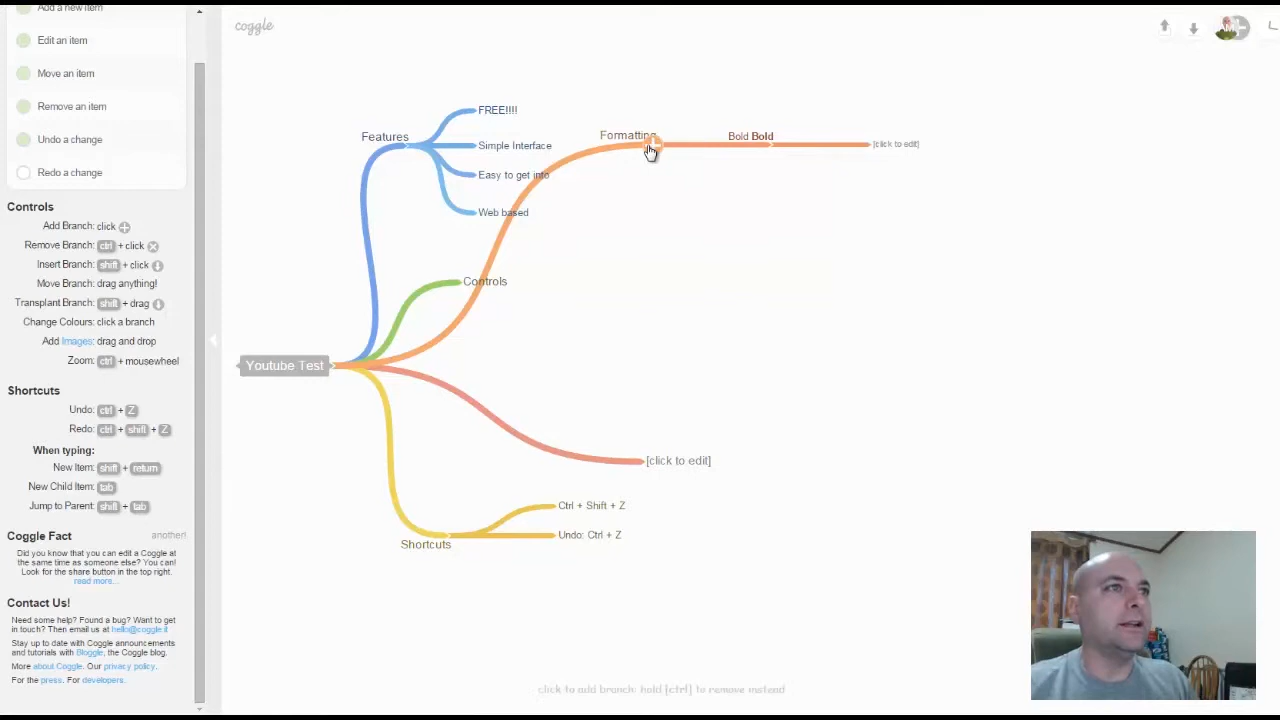 Add a new item
Edit an item
Move an item
Remove an item
Undo a change
Redo a change
Controls
Add Branch: click
Remove Branch: ctrl + click
Insert Branch: shift + click
Move Branch: drag anything!
Transplant Branch: shift + drag
Change Colours: click a branch
Add Images: drag and drop
Zoom: ctrl + mousewheel
Shortcuts
Undo: ctrl + Z
Redo: ctrl + shift + Z
When typing:
New Item: shift + return
New Child Item: tab
Jump to Parent: shift + tab
Coggle Fact another!
Did you know that you can edit a Coggle at
the same time as someone else? You can!
Look for the share button in the top right.
read more...
Contact Us!
Need some help? Found a bug? Want to
get in touch? Then email us at hello@coggle.it
Stay up to date with Coggle announcements
and tutorials with Bloggle, the Coggle blog.
More about Coggle. Our privacy policy.
For the press. For developers.
coggle
Features
FREE!!!!
Simple Interface
Easy to get into
Web based
Formatting
Bold Bold
[click to edit]
Controls
Youtube Test
[click to edit]
Shortcuts
Ctrl + Shift + Z
Undo: Ctrl + Z
click to add branch: hold [ctrl] to remove instead